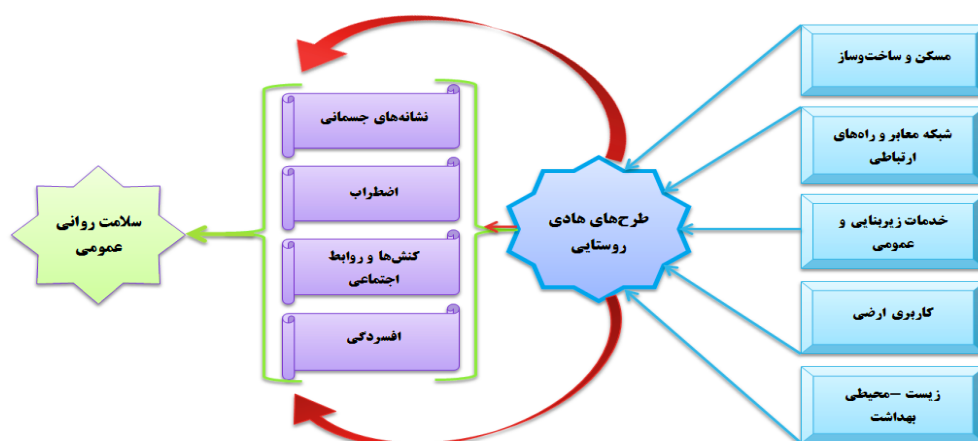 مسکن و ساخت‌وساز
شبکه معابر و راه‌های
ارتباطی
خدمات زیربنایی و
عمومی
کاربری ارضی
زیست –محیطی
بهداشت
طرح‌های هادی
روستایی
نشانه‌های جسمانی
اضطراب
کنش‌ها و روابط
اجتماعی
افسردگی
سلامت روانی
عمومی